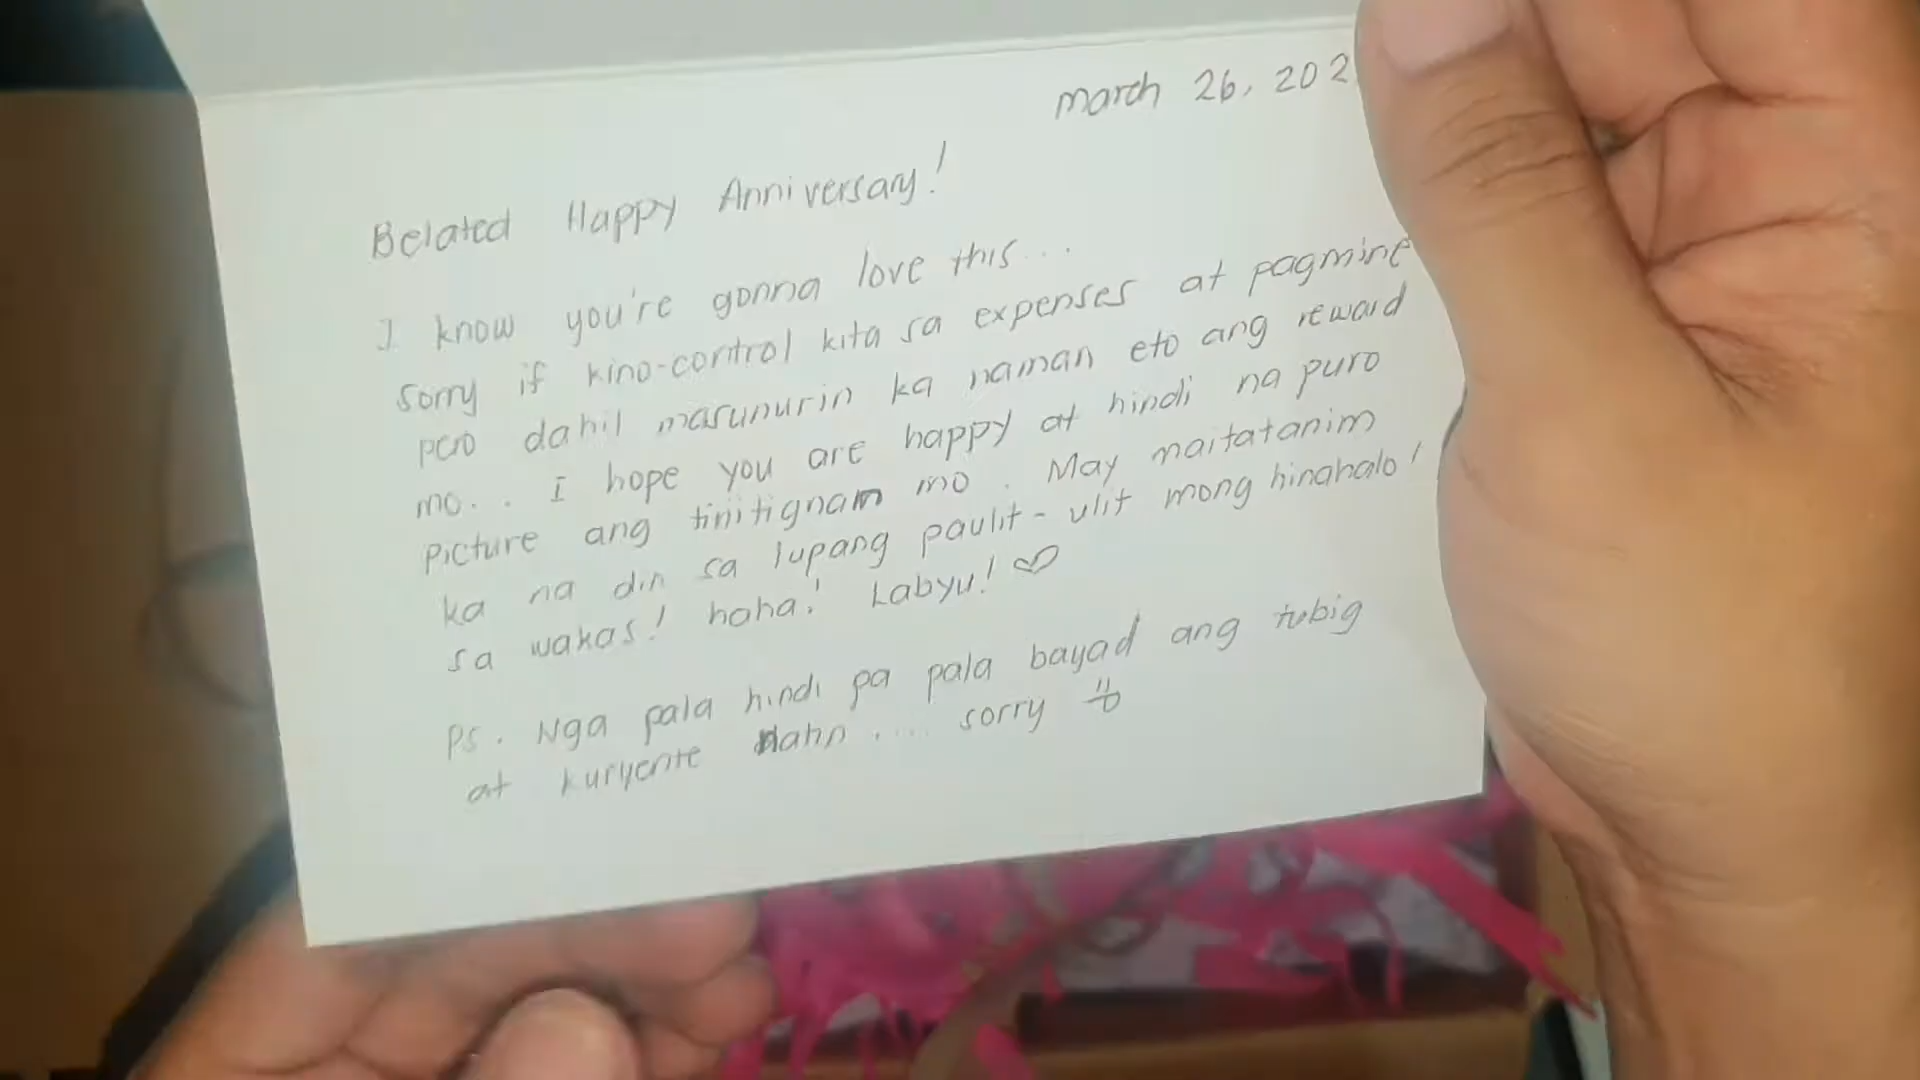 march 26, 202
Belated Happy Anniversary!
I know you're gonna love this...
sorry if kino-control kita sa expenses at pagmine
pero dahil masunurin ka naman eto ang reward
mo.. I hope you are happy at hindi na puro
picture ang tinitignam mo. May maitatanim
ka na din sa lupang paulit-ulit mong hinahalo!
sa wakas! haha! Labyu! ♡
PS. Nga pala hindi pa pala bayad ang tubig
at kuryente .... sorry